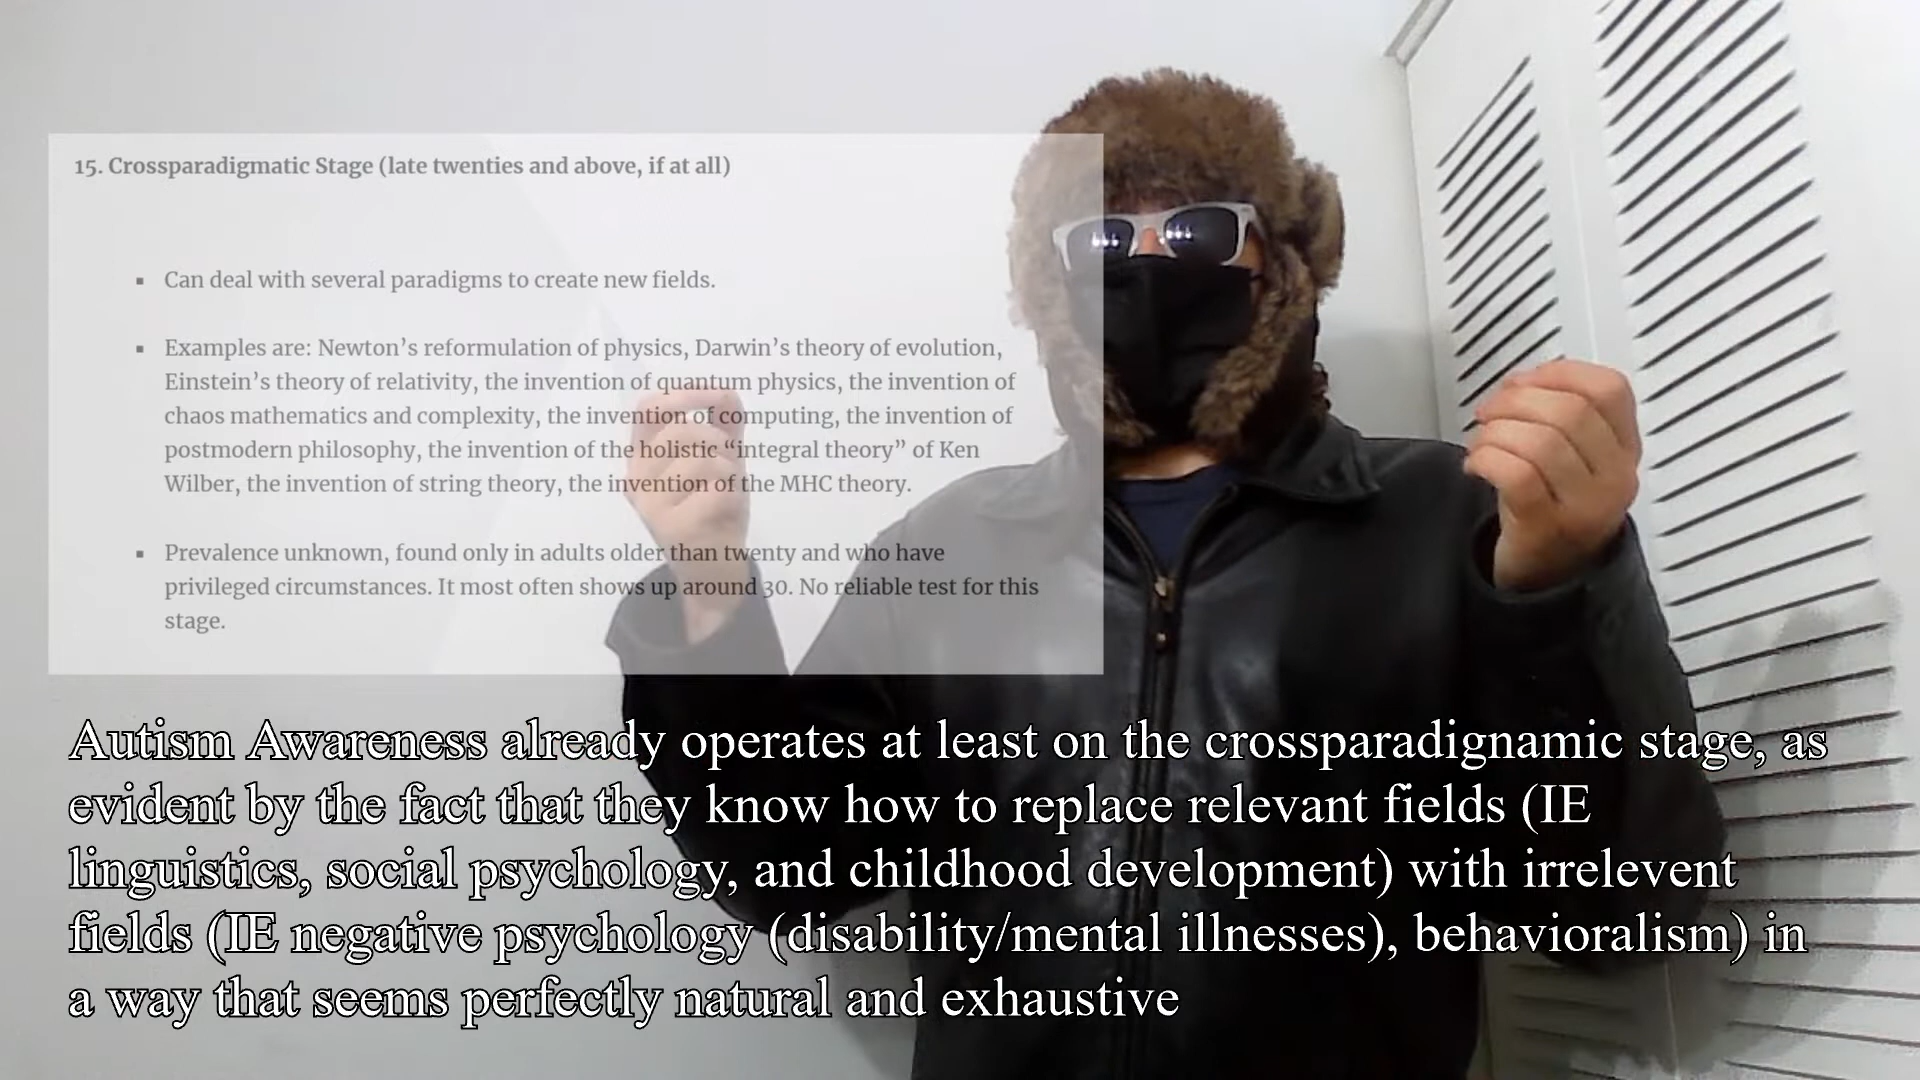 15. Crossparadigmatic Stage (late twenties and above, if at all)
▪ Can deal with several paradigms to create new fields.
▪ Examples are: Newton’s reformulation of physics, Darwin’s theory of evolution,
Einstein’s theory of relativity, the invention of quantum physics, the invention of
chaos mathematics and complexity, the invention of computing, the invention of
postmodern philosophy, the invention of the holistic “integral theory” of Ken
Wilber, the invention of string theory, the invention of the MHC theory.
▪ Prevalence unknown, found only in adults older than twenty and who have
privileged circumstances. It most often shows up around 30. No reliable test for this
stage.
Autism Awareness already operates at least on the crossparadignamic stage, as
evident by the fact that they know how to replace relevant fields (IE
linguistics, social psychology, and childhood development) with irrelevent
fields (IE negative psychology (disability/mental illnesses), behavioralism) in
a way that seems perfectly natural and exhaustive